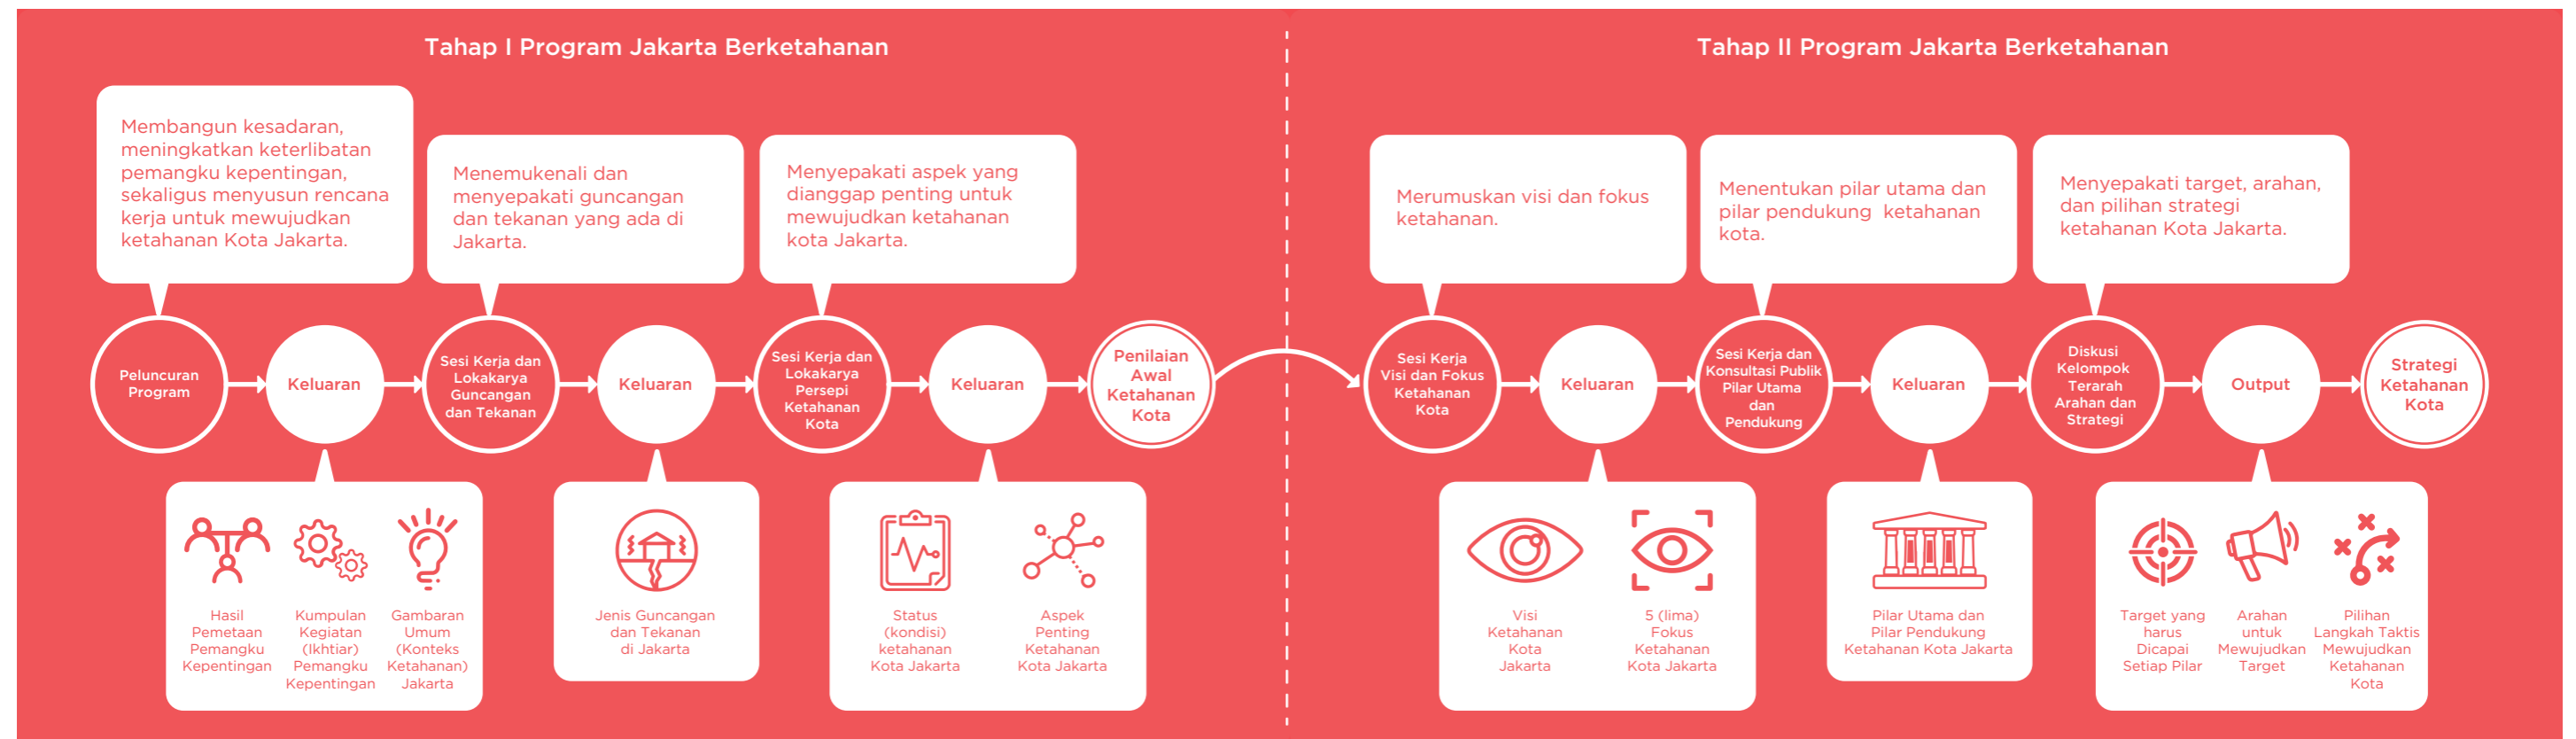 Tahap I Program Jakarta Berketahanan
Membangun kesadaran,
meningkatkan keterlibatan
pemangku kepentingan,
sekaligus menyusun rencana
kerja untuk mewujudkan
ketahanan Kota Jakarta.
Menemukenali dan
menyepakati guncangan
dan tekanan yang ada di
Jakarta.
Menyepakati aspek yang
dianggap penting untuk
mewujudkan ketahanan
kota Jakarta.
Peluncuran
Program
Keluaran
Sesi Kerja dan
Lokakarya
Guncangan
dan Tekanan
Keluaran
Sesi Kerja dan
Lokakarya
Persepi
Ketahanan
Kota
Keluaran
Penilaian
Awal
Ketahanan
Kota
Hasil
Pemetaan
Pemangku
Kepentingan
Kumpulan
Kegiatan
(Ikhtiar)
Pemangku
Kepentingan
Gambaran
Umum
(Konteks
Ketahanan)
Jakarta
Jenis Guncangan
dan Tekanan
di Jakarta
Status
(kondisi)
ketahanan
Kota Jakarta
Aspek
Penting
Ketahanan
Kota Jakarta
Tahap II Program Jakarta Berketahanan
Merumuskan visi dan fokus
ketahanan.
Menentukan pilar utama dan
pilar pendukung ketahanan
kota.
Menyepakati target, arahan,
dan pilihan strategi
ketahanan Kota Jakarta.
Sesi Kerja
Visi dan Fokus
Ketahanan
Kota
Keluaran
Sesi Kerja dan
Konsultasi Publik
Pilar Utama
dan
Pendukung
Keluaran
Diskusi
Kelompok
Terarah
Arahan dan
Strategi
Output
Strategi
Ketahanan
Kota
Visi
Ketahanan
Kota
Jakarta
5 (lima)
Fokus
Ketahanan
Kota Jakarta
Pilar Utama dan
Pilar Pendukung
Ketahanan Kota Jakarta
Target yang
harus
Dicapai
Setiap Pilar
Arahan
untuk
Mewujudkan
Target
Pilihan
Langkah Taktis
Mewujudkan
Ketahanan
Kota